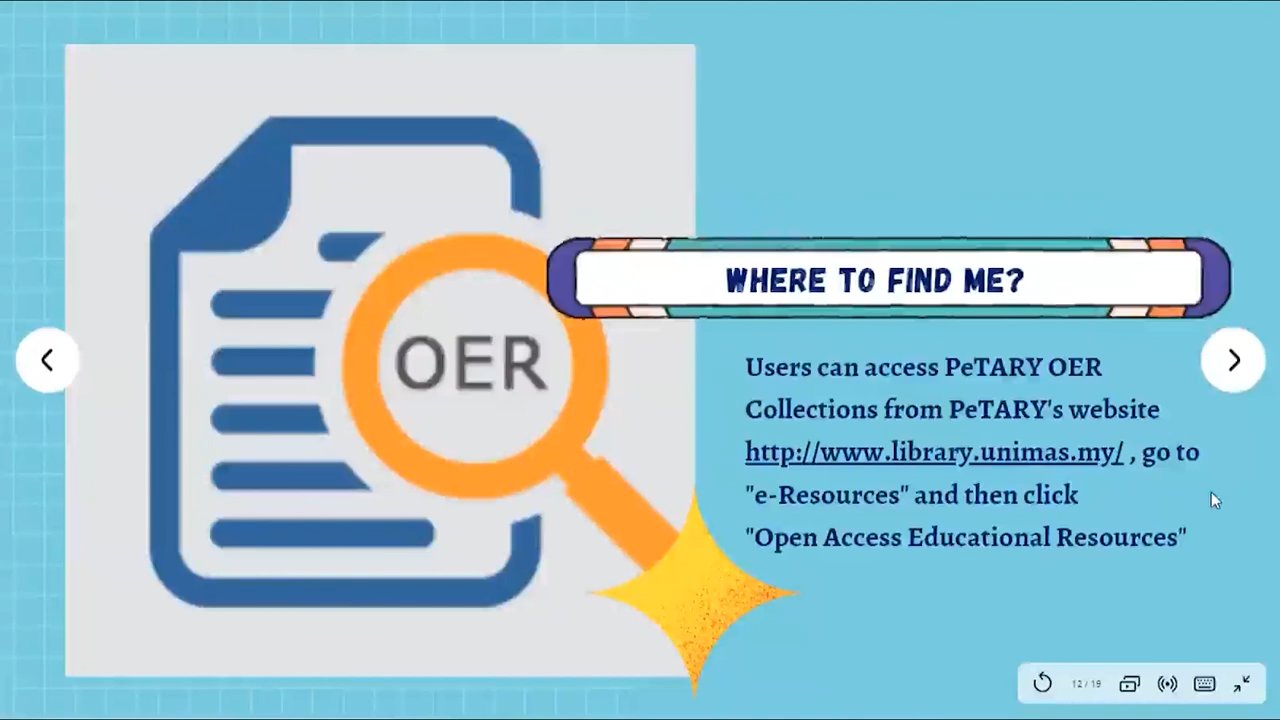 OER
WHERE TO FIND ME?
Users can access PeTARY OER
Collections from PeTARY's website
http://www.library.unimas.my/ , go to
"e-Resources" and then click
"Open Access Educational Resources"
12 / 19